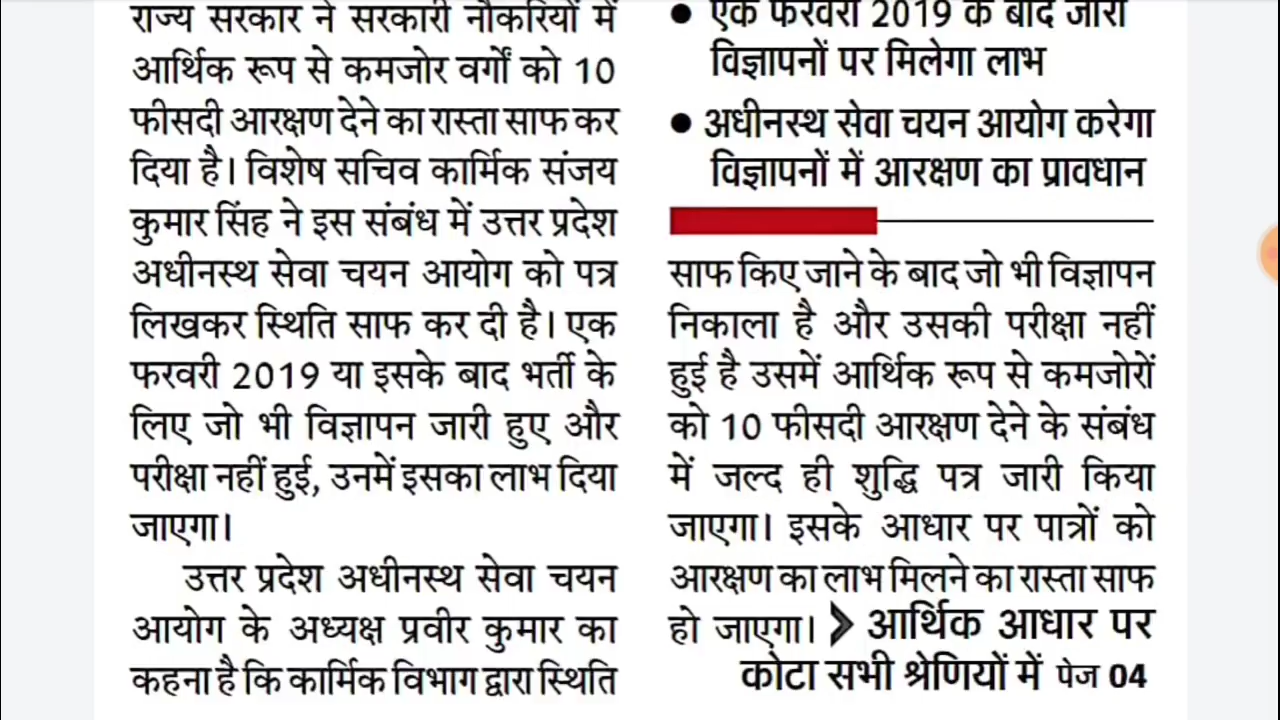 राज्य सरकार ने सरकारी नौकरियों में
आर्थिक रूप से कमजोर वर्गों को 10
फीसदी आरक्षण देने का रास्ता साफ कर
दिया है। विशेष सचिव कार्मिक संजय
कुमार सिंह ने इस संबंध में उत्तर प्रदेश
अधीनस्थ सेवा चयन आयोग को पत्र
लिखकर स्थिति साफ कर दी है। एक
फरवरी 2019 या इसके बाद भर्ती के
लिए जो भी विज्ञापन जारी हुए और
परीक्षा नहीं हुई, उनमें इसका लाभ दिया
जाएगा।
उत्तर प्रदेश अधीनस्थ सेवा चयन
आयोग के अध्यक्ष प्रवीर कुमार का
कहना है कि कार्मिक विभाग द्वारा स्थिति
● एक फरवरी 2019 के बाद जारी
विज्ञापनों पर मिलेगा लाभ
● अधीनस्थ सेवा चयन आयोग करेगा
विज्ञापनों में आरक्षण का प्रावधान
साफ किए जाने के बाद जो भी विज्ञापन
निकाला है और उसकी परीक्षा नहीं
हुई है उसमें आर्थिक रूप से कमजोरों
को 10 फीसदी आरक्षण देने के संबंध
में जल्द ही शुद्धि पत्र जारी किया
जाएगा। इसके आधार पर पात्रों को
आरक्षण का लाभ मिलने का रास्ता साफ
हो जाएगा। आर्थिक आधार पर
कोटा सभी श्रेणियों में पेज 04